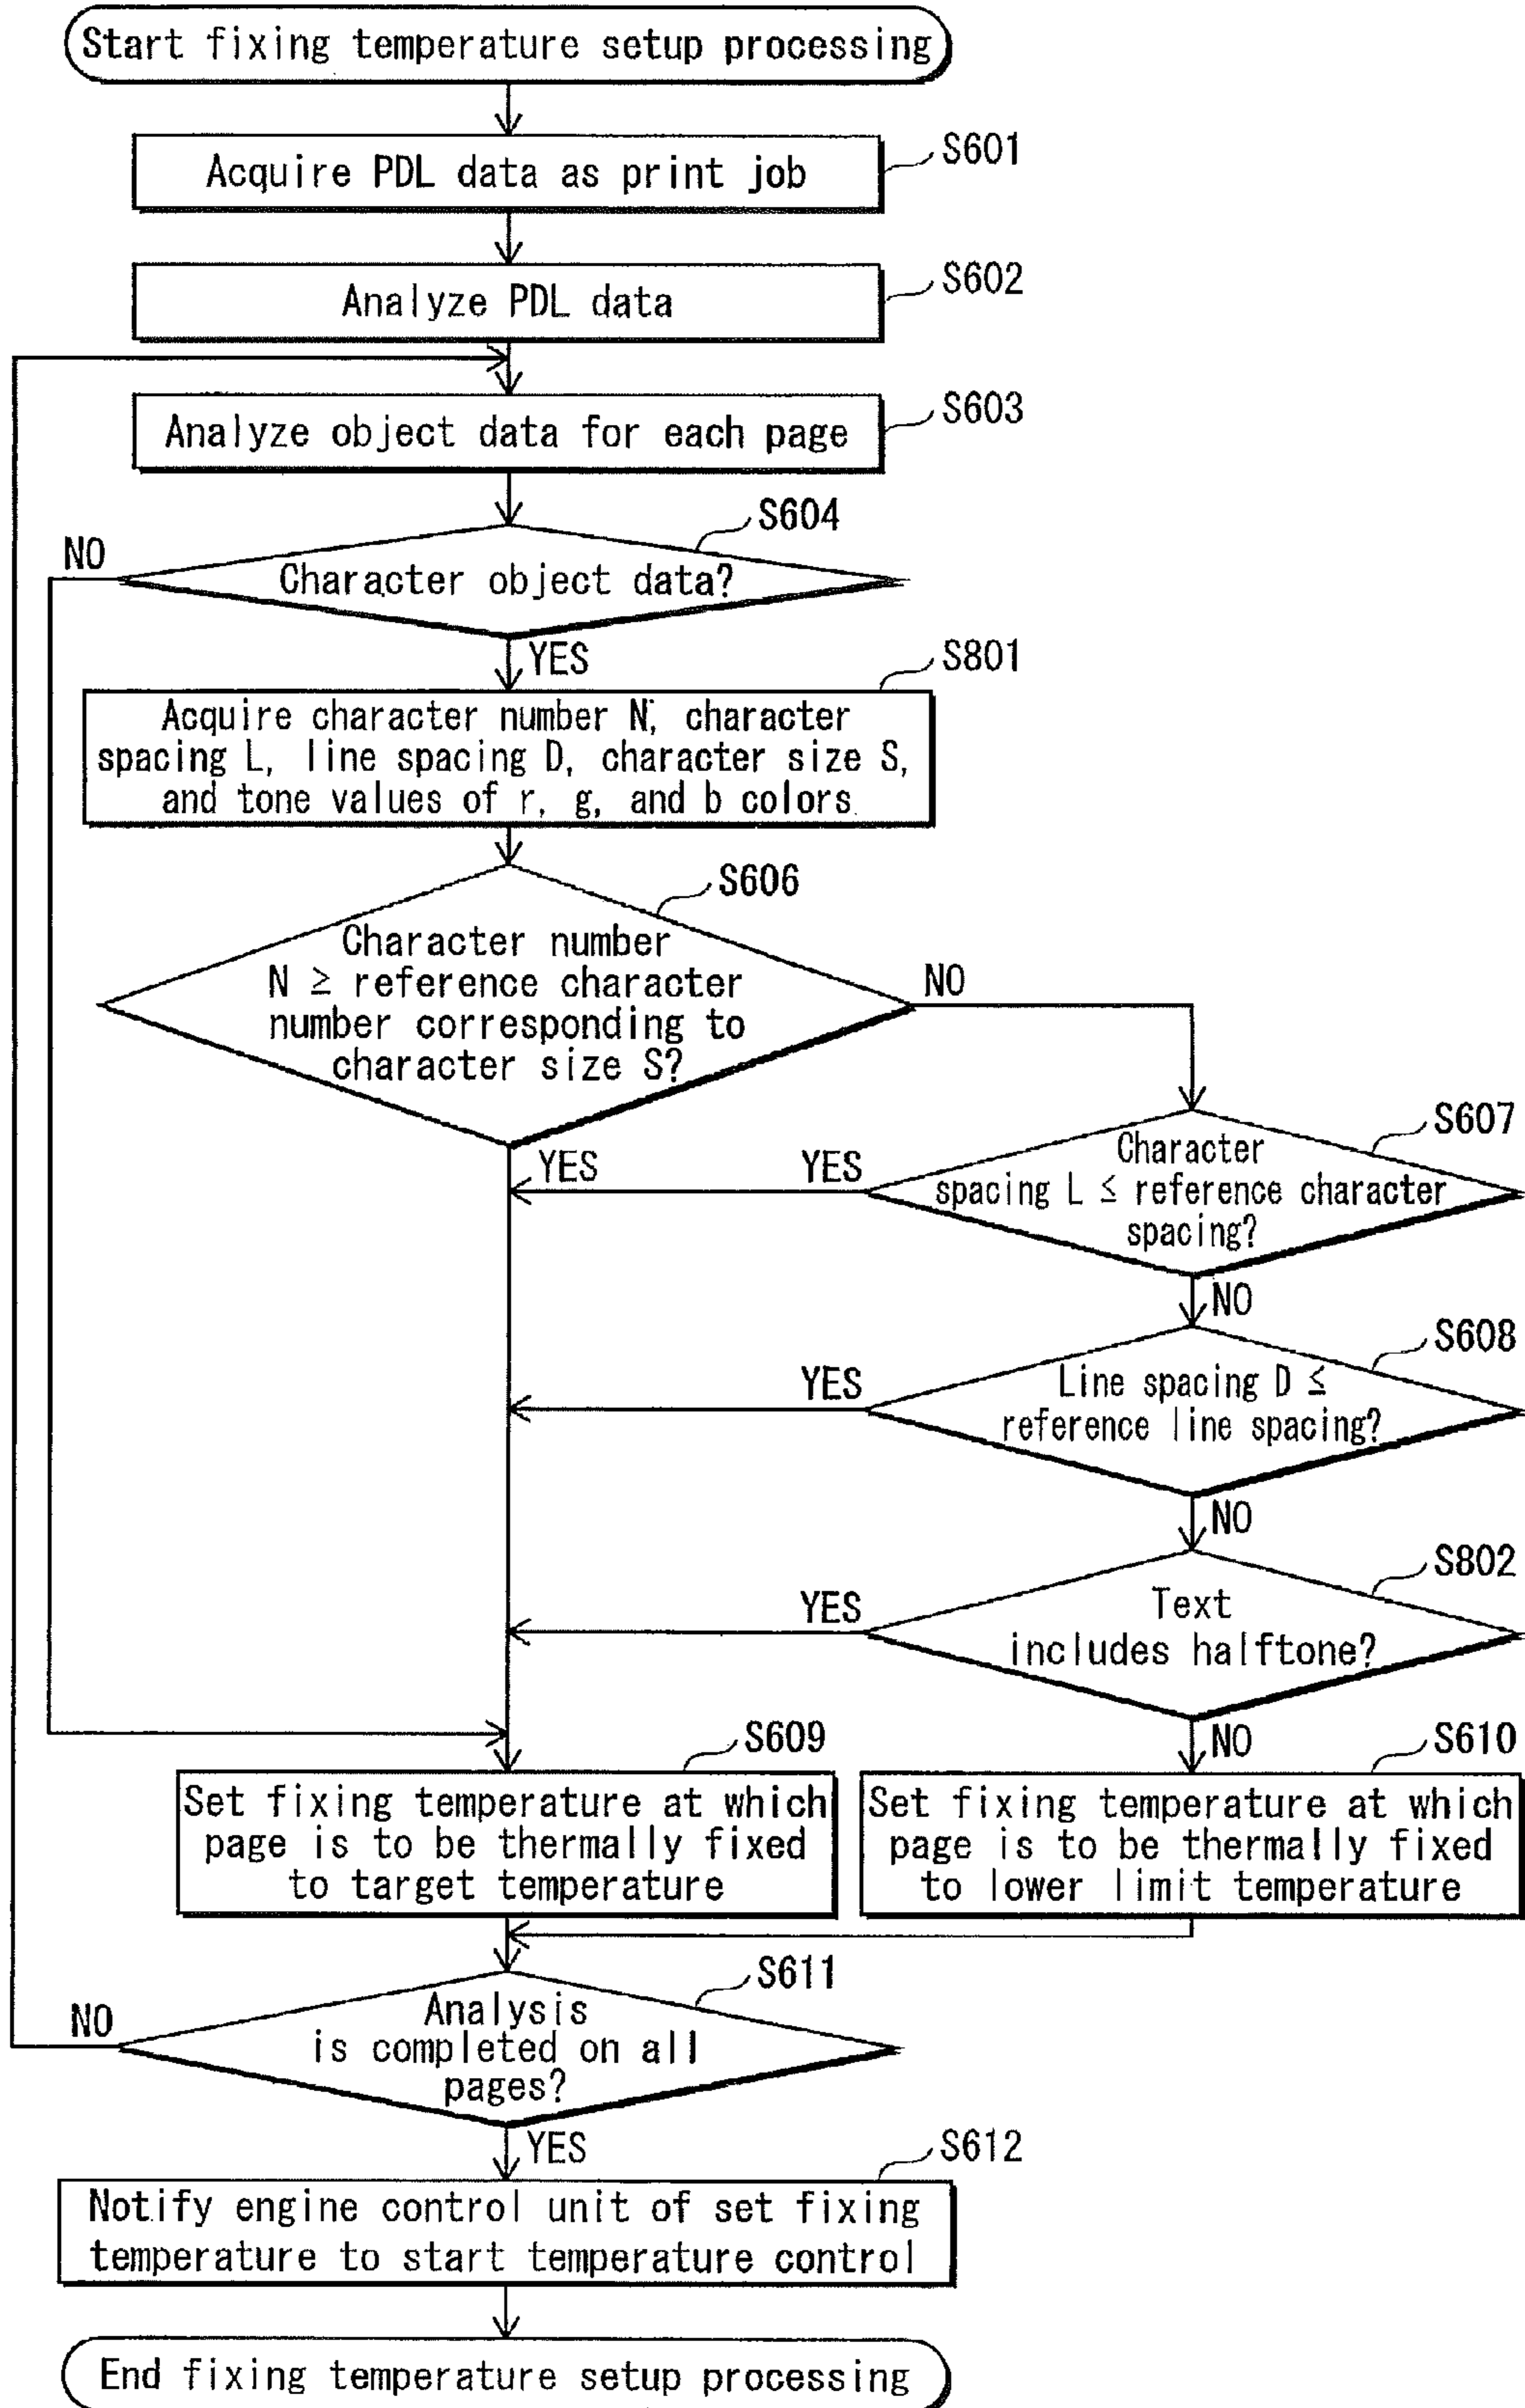 Start fixing temperature setup processing
Acquire PDL data as print job
S601
Analyze PDL data
S602
Analyze object data for each page
S603
S604
NO
Character object data?
YES
S801
Acquire character number N, character
spacing L, line spacing D, character size S,
and tone values of r, g, and b colors
S606
Character number
N ≥ reference character
number corresponding to
character size S?
NO
YES
S607
Character
spacing L ≤ reference character
spacing?
YES
NO
S608
Line spacing D ≤
reference line spacing?
YES
NO
S802
Text
includes halftone?
YES
NO
S609
Set fixing temperature at which
page is to be thermally fixed
to target temperature
S610
Set fixing temperature at which
page is to be thermally fixed
to lower limit temperature
S611
Analysis
is completed on all
pages?
NO
YES
S612
Notify engine control unit of set fixing
temperature to start temperature control
End fixing temperature setup processing